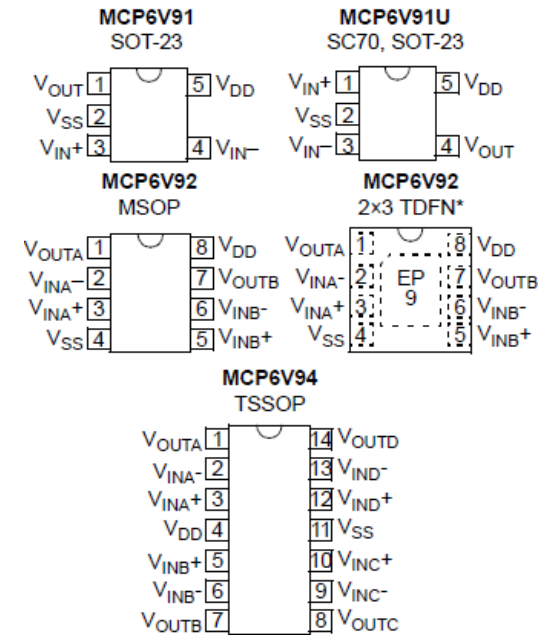 MCP6V91 MCP6V91U
SOT-23 SC70, SOT-23
VOUT 1 5 VDD VIN+ 1 5 VDD
VSS 2 VSS 2
VIN+ 3 4 VIN– VIN– 3 4 VOUT
MCP6V92 MCP6V92
MSOP 2×3 TDFN*
VOUTA 1 8 VDD VOUTA 1 8 VDD
VINA– 2 7 VOUTB VINA- 2 EP 7 VOUTB
VINA+ 3 6 VINB- VINA+ 3 9 6 VINB-
VSS 4 5 VINB+ VSS 4 5 VINB+
MCP6V94
TSSOP
VOUTA 1 14 VOUTD
VINA- 2 13 VIND-
VINA+ 3 12 VIND+
VDD 4 11 VSS
VINB+ 5 10 VINC+
VINB- 6 9 VINC-
VOUTB 7 8 VOUTC